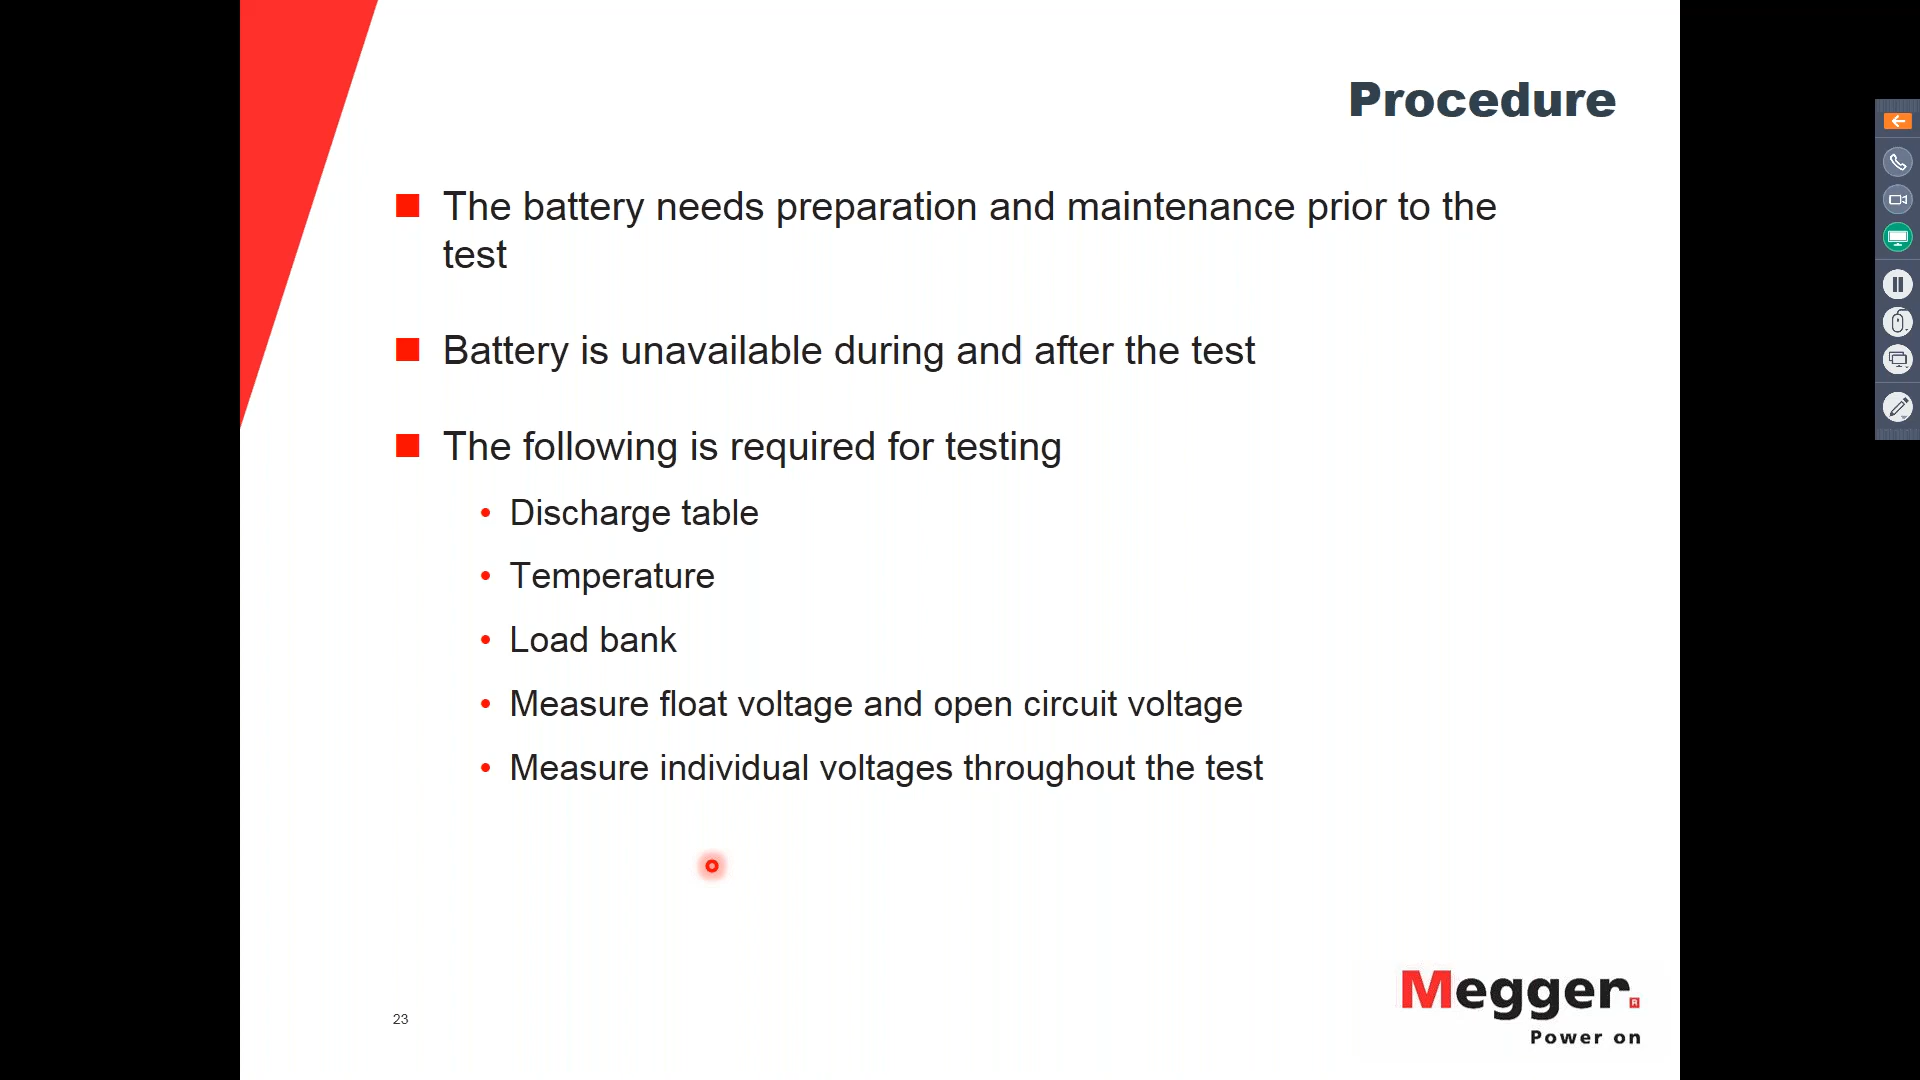 Procedure
The battery needs preparation and maintenance prior to the
test
Battery is unavailable during and after the test
The following is required for testing
Discharge table
Temperature
Load bank
Measure float voltage and open circuit voltage
Measure individual voltages throughout the test
23
Megger.
Power on